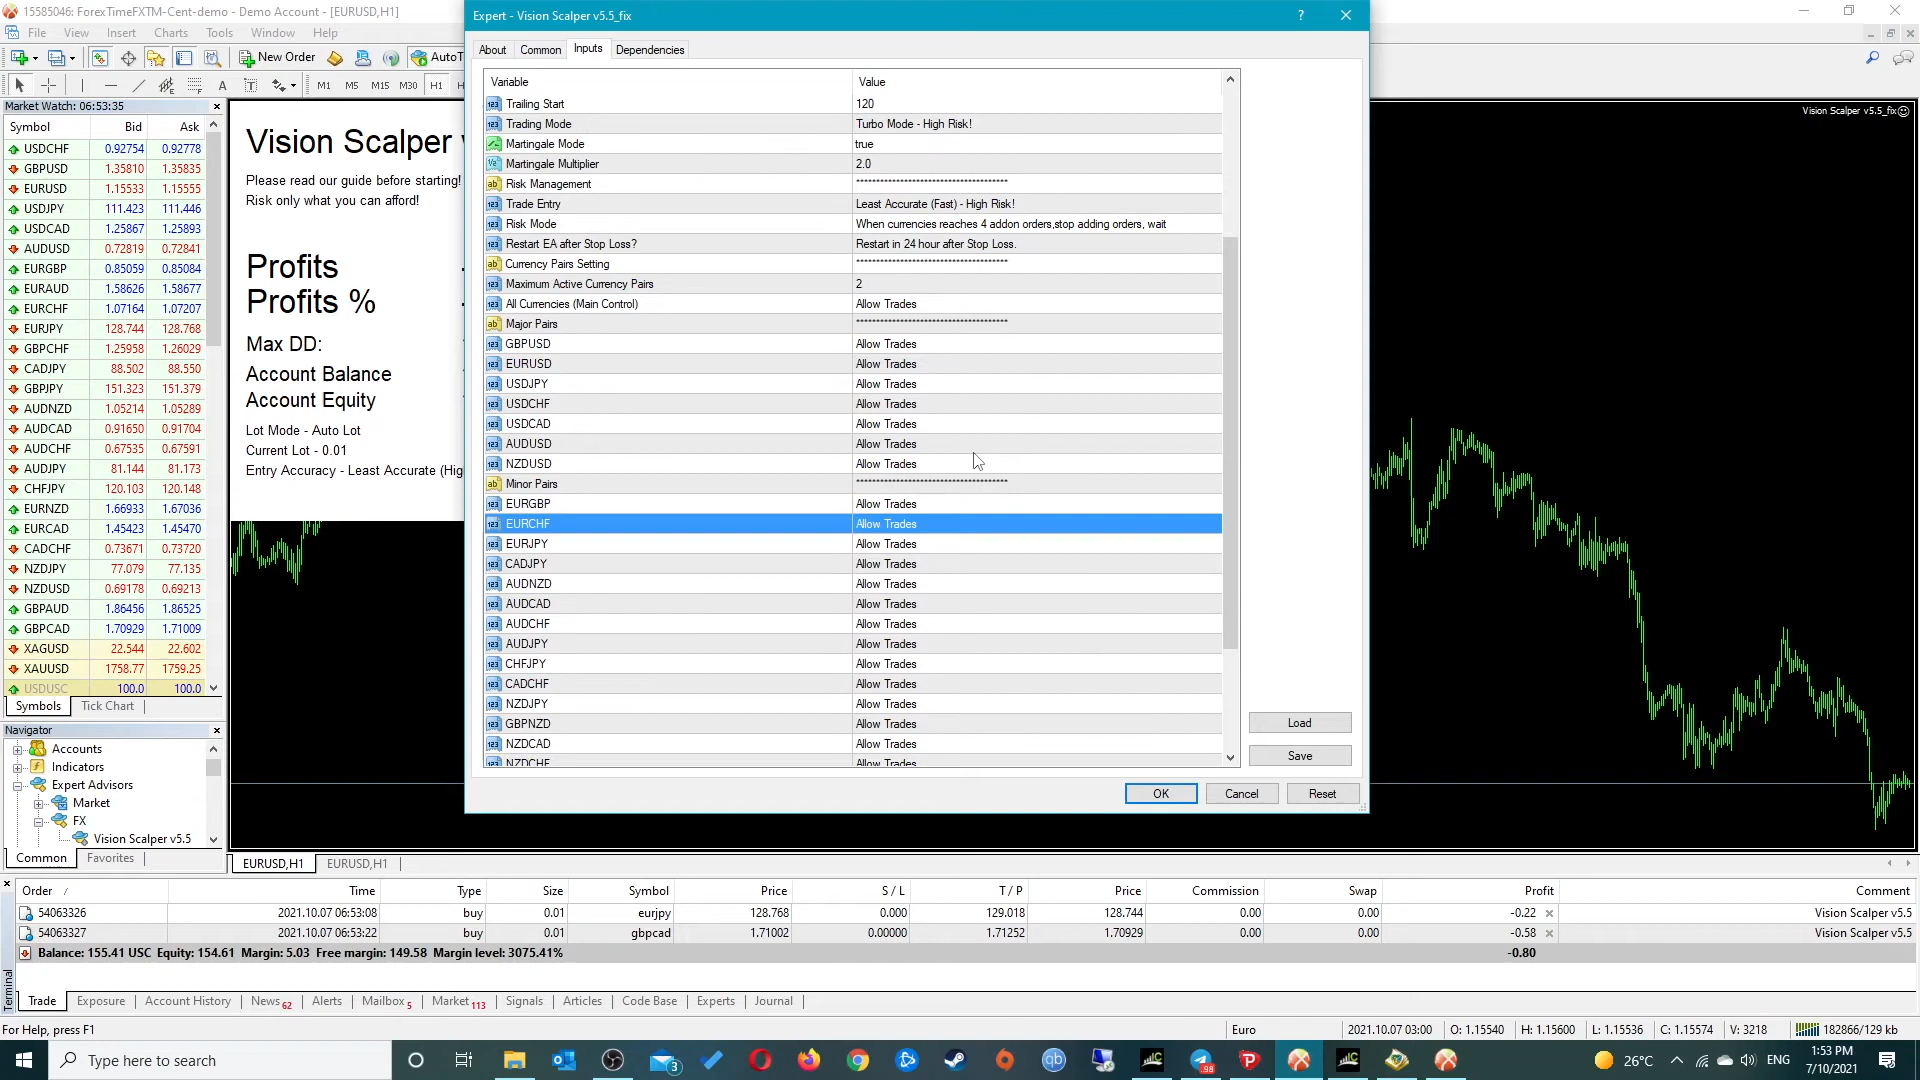 15585046: ForexTimeFXTM-Cent-demo - Demo Account - [EURUSD,H1]
File View Insert Charts Tools Window Help
New Order AutoT
M1 M5 M15 M30 H1
Market Watch: 06:53:35
Symbol Bid Ask
USDCHF 0.92754 0.92778
GBPUSD 1.35810 1.35835
EURUSD 1.15533 1.15555
USDJPY 111.423 111.446
USDCAD 1.25867 1.25893
AUDUSD 0.72819 0.72841
EURGBP 0.85059 0.85084
EURAUD 1.58626 1.58677
EURCHF 1.07164 1.07207
EURJPY 128.744 128.768
GBPCHF 1.25958 1.26029
CADJPY 88.502 88.550
GBPJPY 151.323 151.379
AUDNZD 1.05214 1.05289
AUDCAD 0.91650 0.91704
AUDCHF 0.67535 0.67591
AUDJPY 81.144 81.173
CHFJPY 120.103 120.148
EURNZD 1.66933 1.67036
EURCAD 1.45423 1.45470
CADCHF 0.73671 0.73720
NZDJPY 77.079 77.135
NZDUSD 0.69178 0.69213
GBPAUD 1.86456 1.86525
GBPCAD 1.70929 1.71009
XAGUSD 22.544 22.602
XAUUSD 1758.77 1759.25
USDUSC 100.0 100.0
Symbols Tick Chart
Navigator
Accounts
Indicators
Expert Advisors
Market
FX
Vision Scalper v5.5
Common Favorites
Vision Scalper v
Please read our guide before starting!
Risk only what you can afford!
Profits
Profits %
Max DD:
Account Balance
Account Equity
Lot Mode - Auto Lot
Current Lot - 0.01
Entry Accuracy - Least Accurate (Hig
Vision Scalper v5.5_fix
Expert - Vision Scalper v5.5_fix
About Common Inputs Dependencies
Variable Value
Trailing Start 120
Trading Mode Turbo Mode - High Risk!
Martingale Mode true
Martingale Multiplier 2.0
Risk Management *************************************
Trade Entry Least Accurate (Fast) - High Risk!
Risk Mode When currencies reaches 4 addon orders,stop adding orders, wait
Restart EA after Stop Loss? Restart in 24 hour after Stop Loss.
Currency Pairs Setting *************************************
Maximum Active Currency Pairs 2
All Currencies (Main Control) Allow Trades
Major Pairs *************************************
GBPUSD Allow Trades
EURUSD Allow Trades
USDJPY Allow Trades
USDCHF Allow Trades
USDCAD Allow Trades
AUDUSD Allow Trades
NZDUSD Allow Trades
Minor Pairs *************************************
EURGBP Allow Trades
EURCHF Allow Trades
EURJPY Allow Trades
CADJPY Allow Trades
AUDNZD Allow Trades
AUDCAD Allow Trades
AUDCHF Allow Trades
AUDJPY Allow Trades
CHFJPY Allow Trades
CADCHF Allow Trades
NZDJPY Allow Trades
GBPNZD Allow Trades
NZDCAD Allow Trades
NZDCHF Allow Trades
Load
Save
OK Cancel Reset
EURUSD,H1 EURUSD,H1
Order / Time Type Size Symbol Price S / L T / P Price Commission Swap Profit Comment
54063326 2021.10.07 06:53:08 buy 0.01 eurjpy 128.768 0.000 129.018 128.744 0.00 0.00 -0.22 Vision Scalper v5.5
54063327 2021.10.07 06:53:22 buy 0.01 gbpcad 1.71002 0.00000 1.71252 1.70929 0.00 0.00 -0.58 Vision Scalper v5.5
Balance: 155.41 USC Equity: 154.61 Margin: 5.03 Free margin: 149.58 Margin level: 3075.41% -0.80
Terminal
Trade Exposure Account History News 62 Alerts Mailbox 5 Market 113 Signals Articles Code Base Experts Journal
For Help, press F1 Euro 2021.10.07 03:00 O: 1.15540 H: 1.15600 L: 1.15536 C: 1.15574 V: 3218 182866/129 kb
Type here to search
3
98
26°C ENG 1:53 PM
7/10/2021